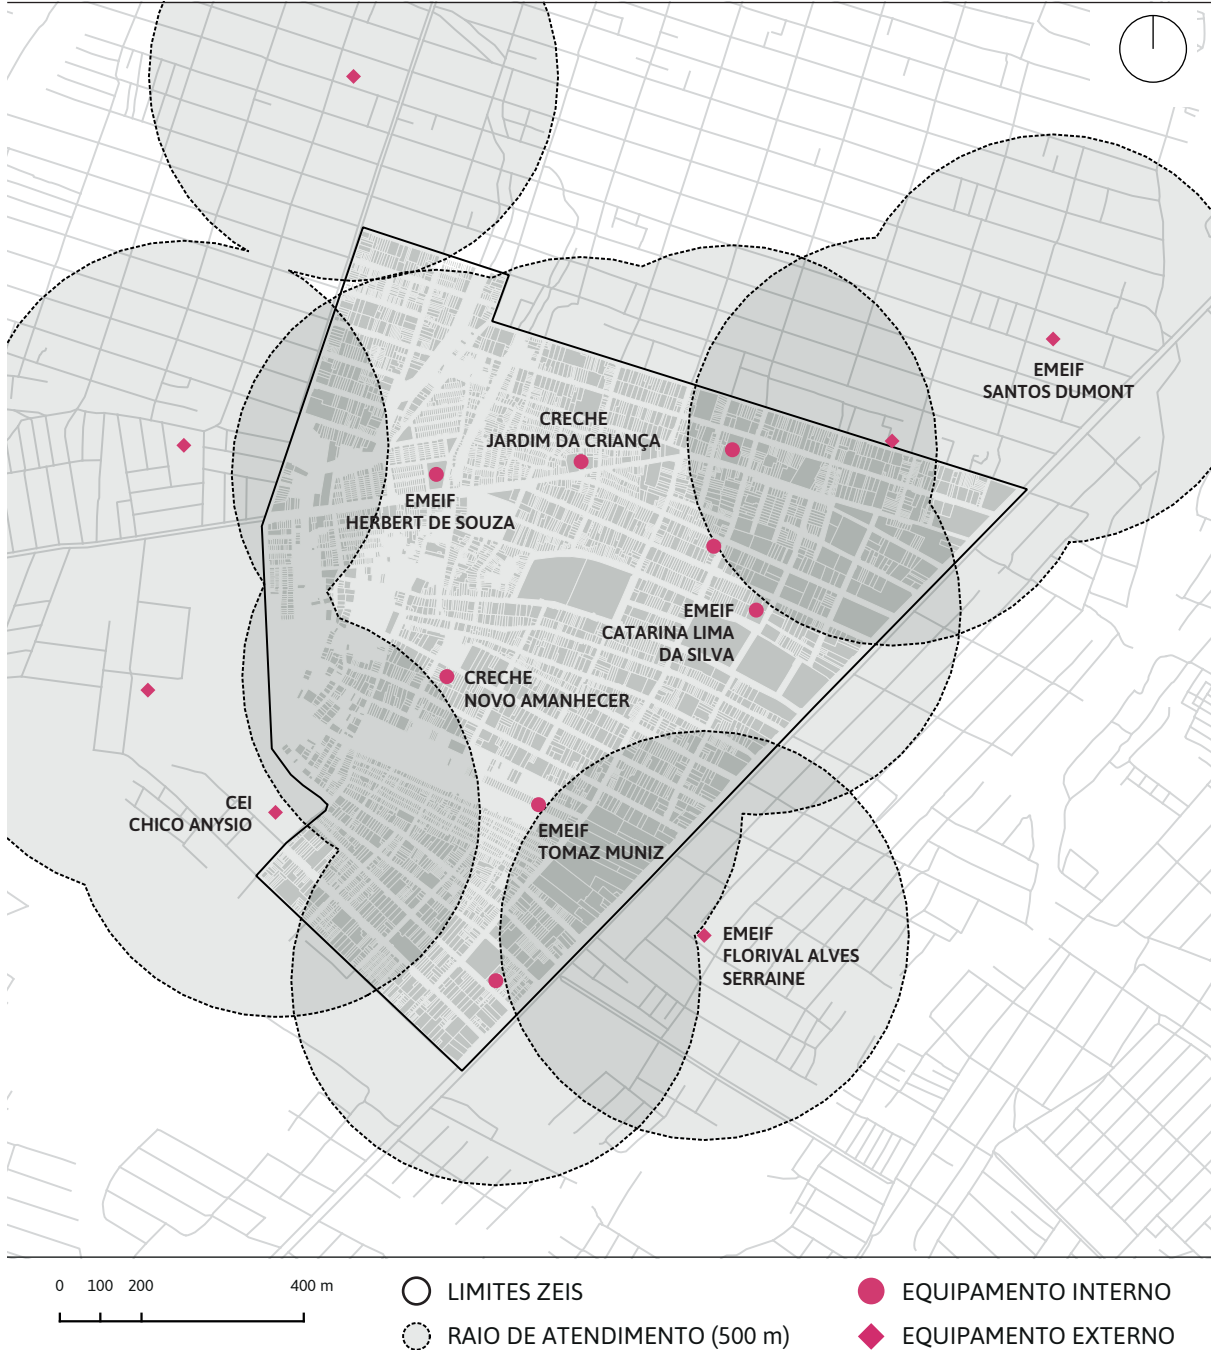 EMEIF
SANTOS DUMONT
CRECHE
JARDIM DA CRIANÇA
EMEIF
HERBERT DE SOUZA
EMEIF
CATARINA LIMA
DA SILVA
CRECHE
NOVO AMANHECER
CEI
CHICO ANYSIO
EMEIF
TOMAZ MUNIZ
EMEIF
FLORIVAL ALVES
SERRAINE
0 100 200 400 m
LIMITES ZEIS
RAIO DE ATENDIMENTO (500 m)
EQUIPAMENTO INTERNO
EQUIPAMENTO EXTERNO